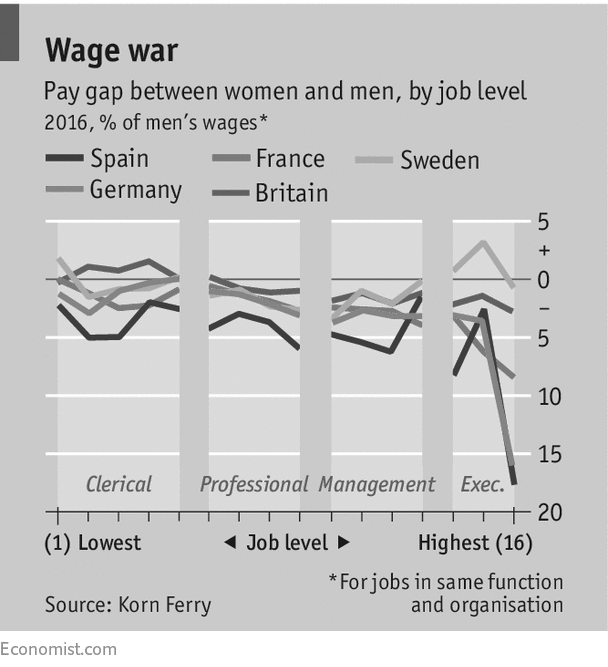 Wage war
Pay gap between women and men, by job level
2016, % of men's wages*
Spain France Sweden
Germany Britain
5
+
0
–
5
10
15
20
Clerical Professional Management Exec.
(1) Lowest ◄ Job level ► Highest (16)
*For jobs in same function
and organisation
Source: Korn Ferry
Economist.com